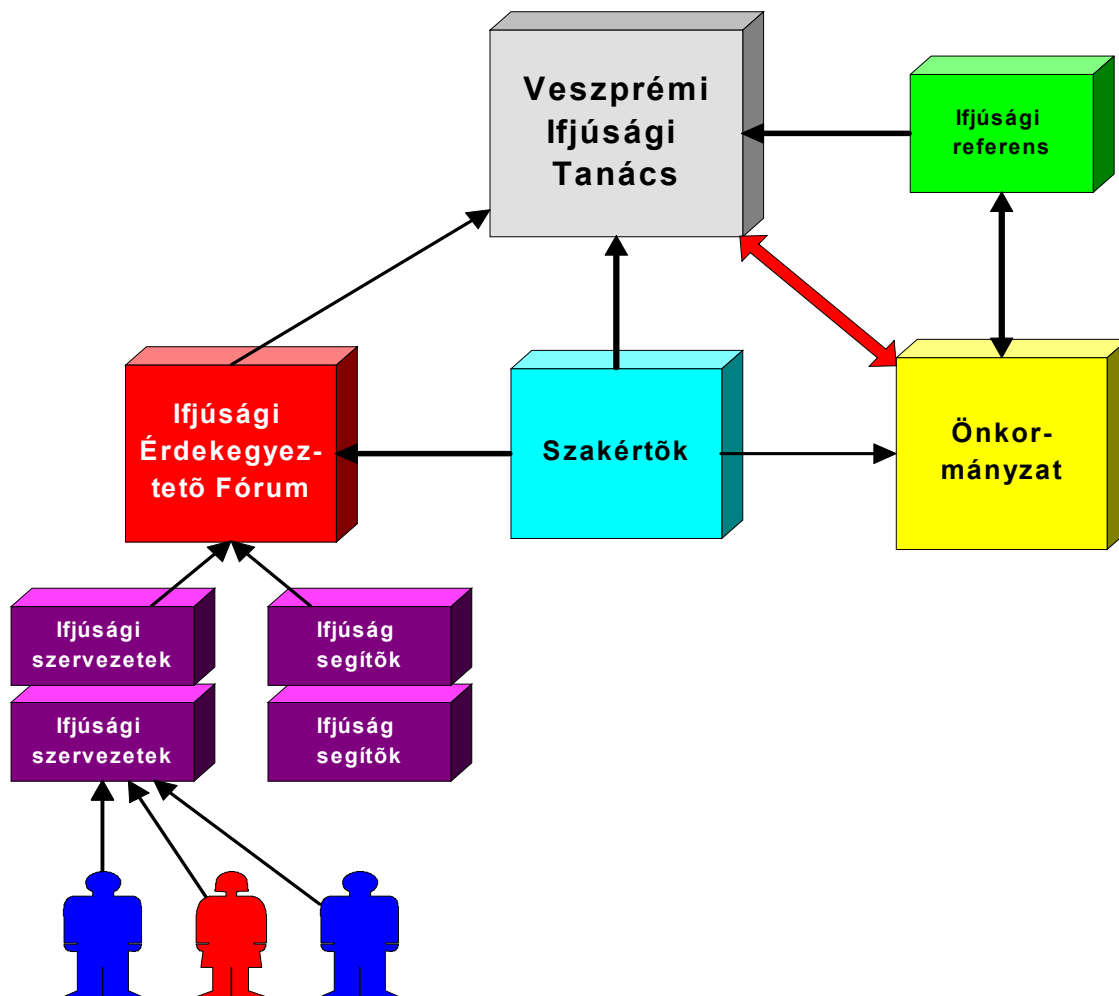 Veszprémi
Ifjúsági
Tanács
Ifjúsági
referens
Ifjúsági
Érdekegyez-
tetõ Fórum
Szakértõk
Önkor-
mányzat
Ifjúsági
szervezetek
Ifjúság
segítõk
Ifjúsági
szervezetek
Ifjúság
segítõk